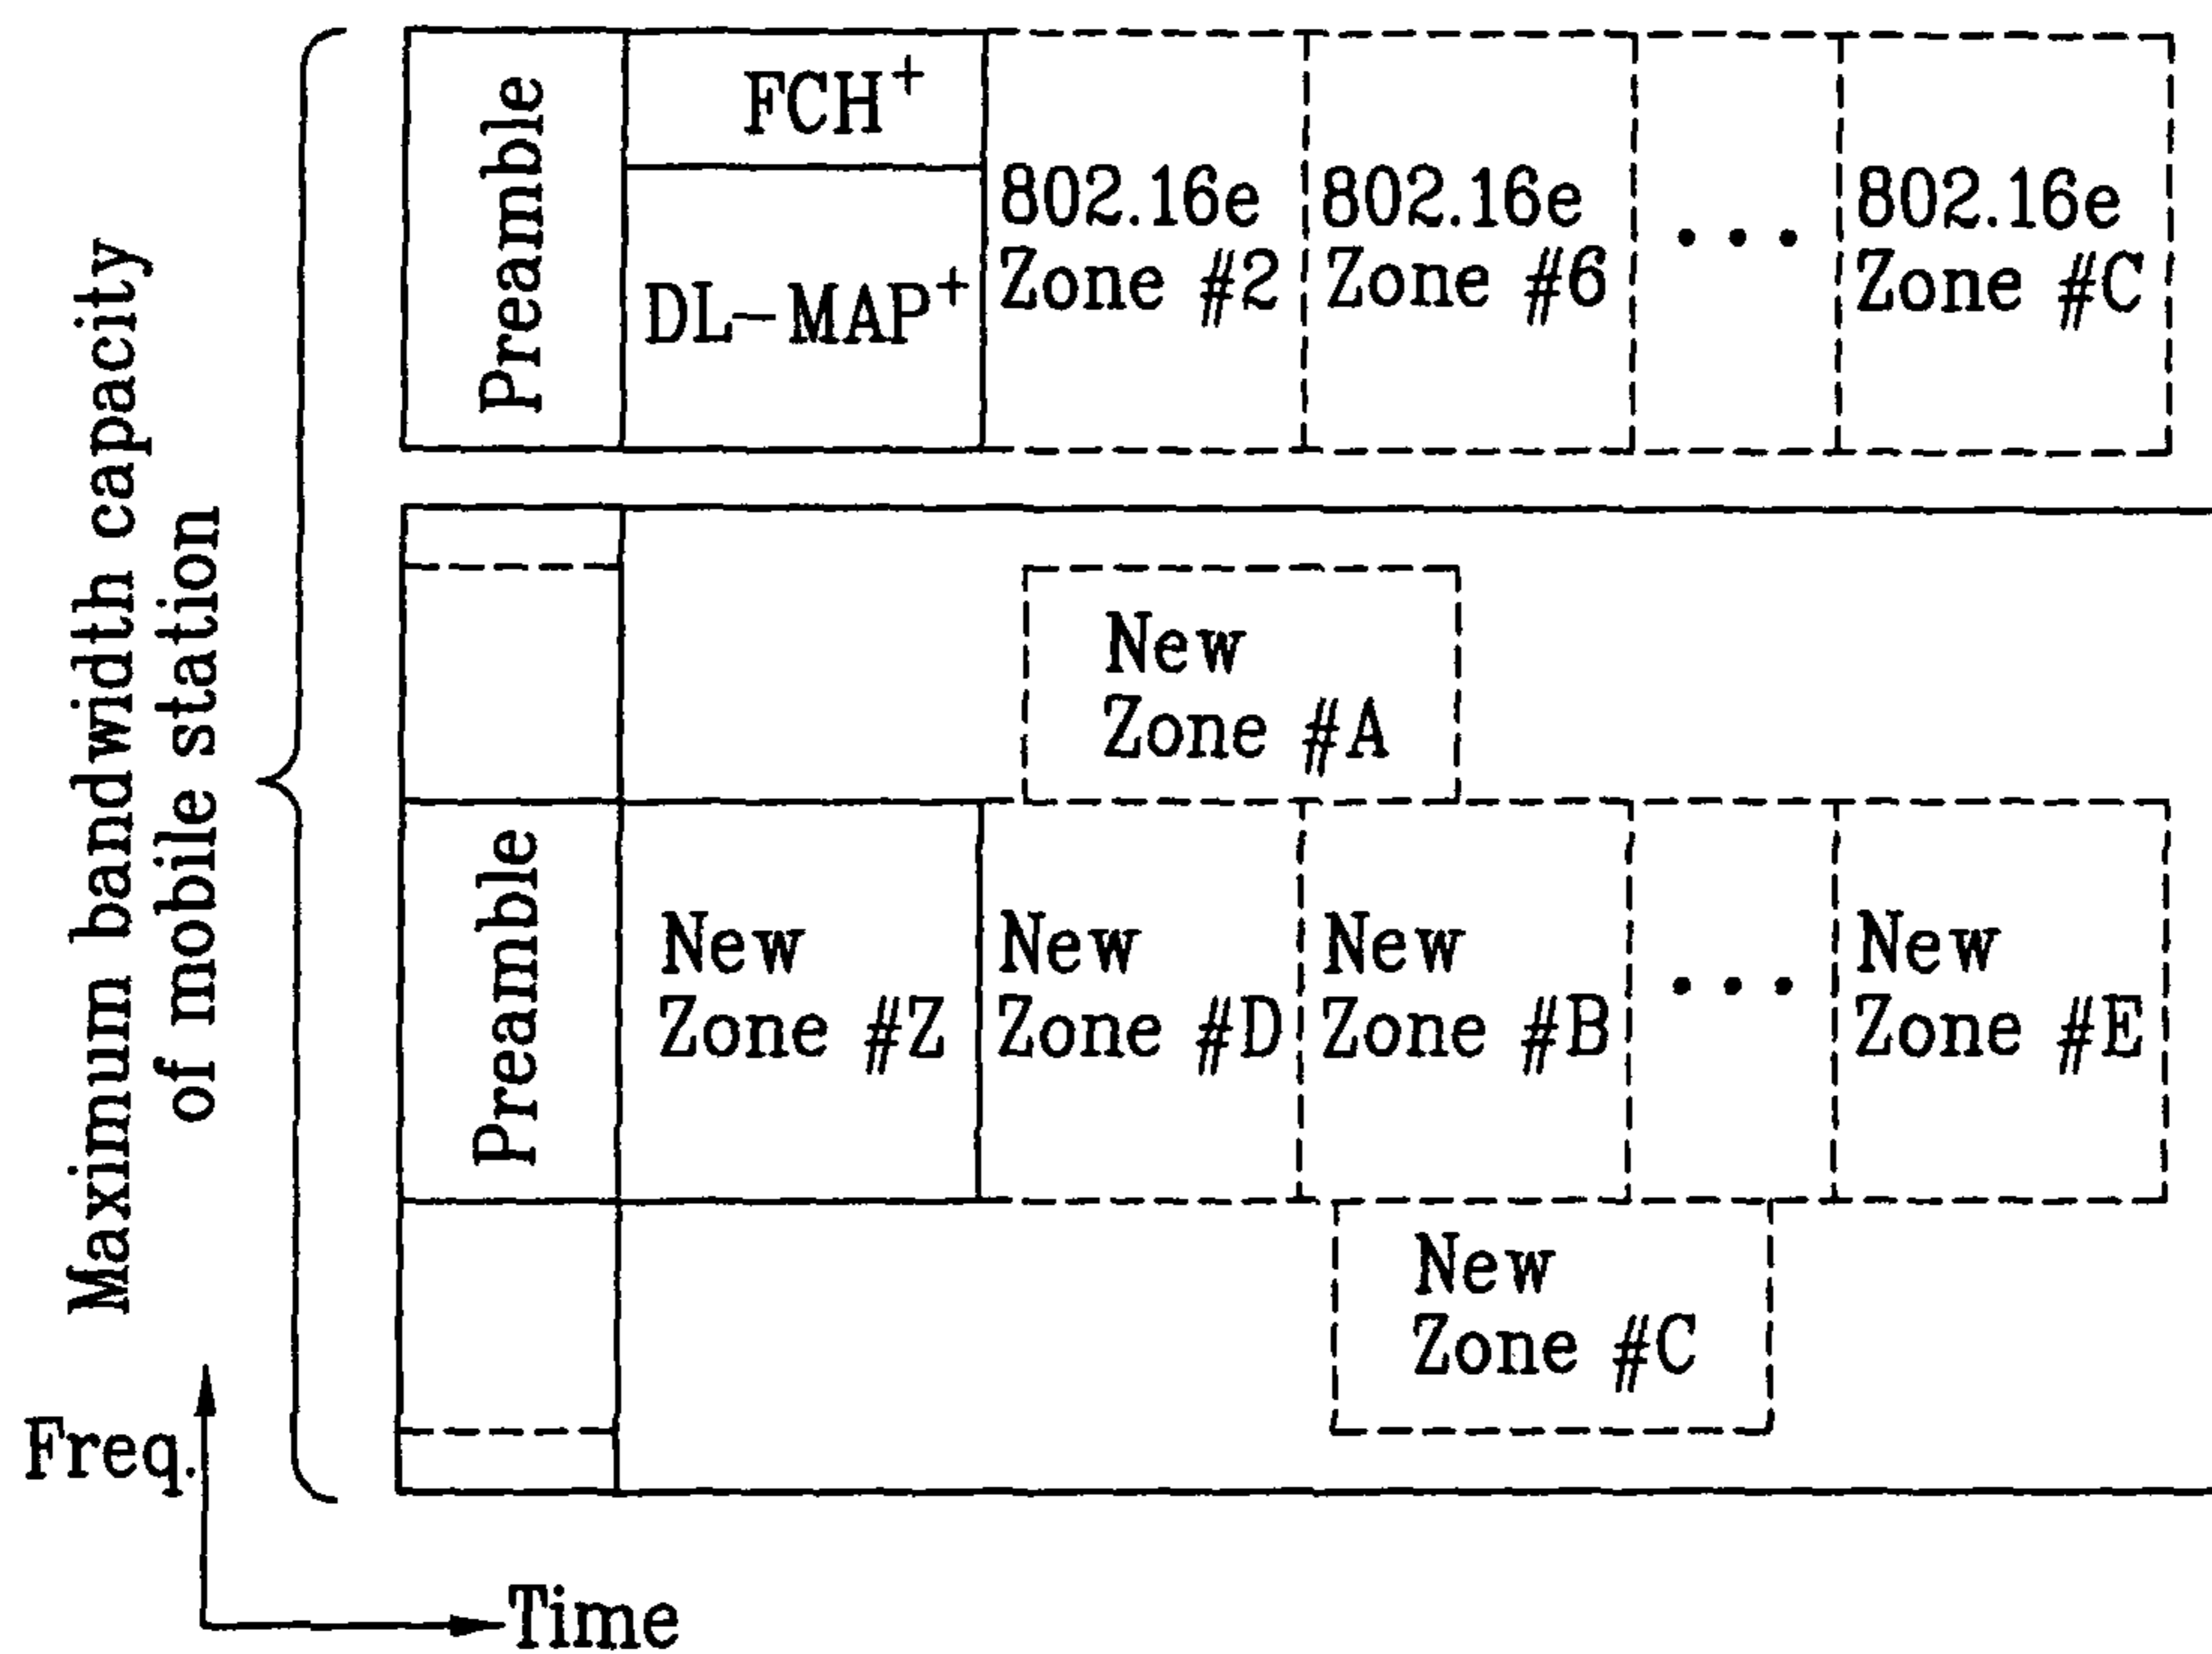 Maximum bandwidth capacity
of mobile station
Preamble
FCH+
DL-MAP+
802.16e
Zone #2
802.16e
Zone #6
...
802.16e
Zone #C
New
Zone #A
Preamble
New
Zone #Z
New
Zone #D
New
Zone #B
...
New
Zone #E
New
Zone #C
Freq.
Time